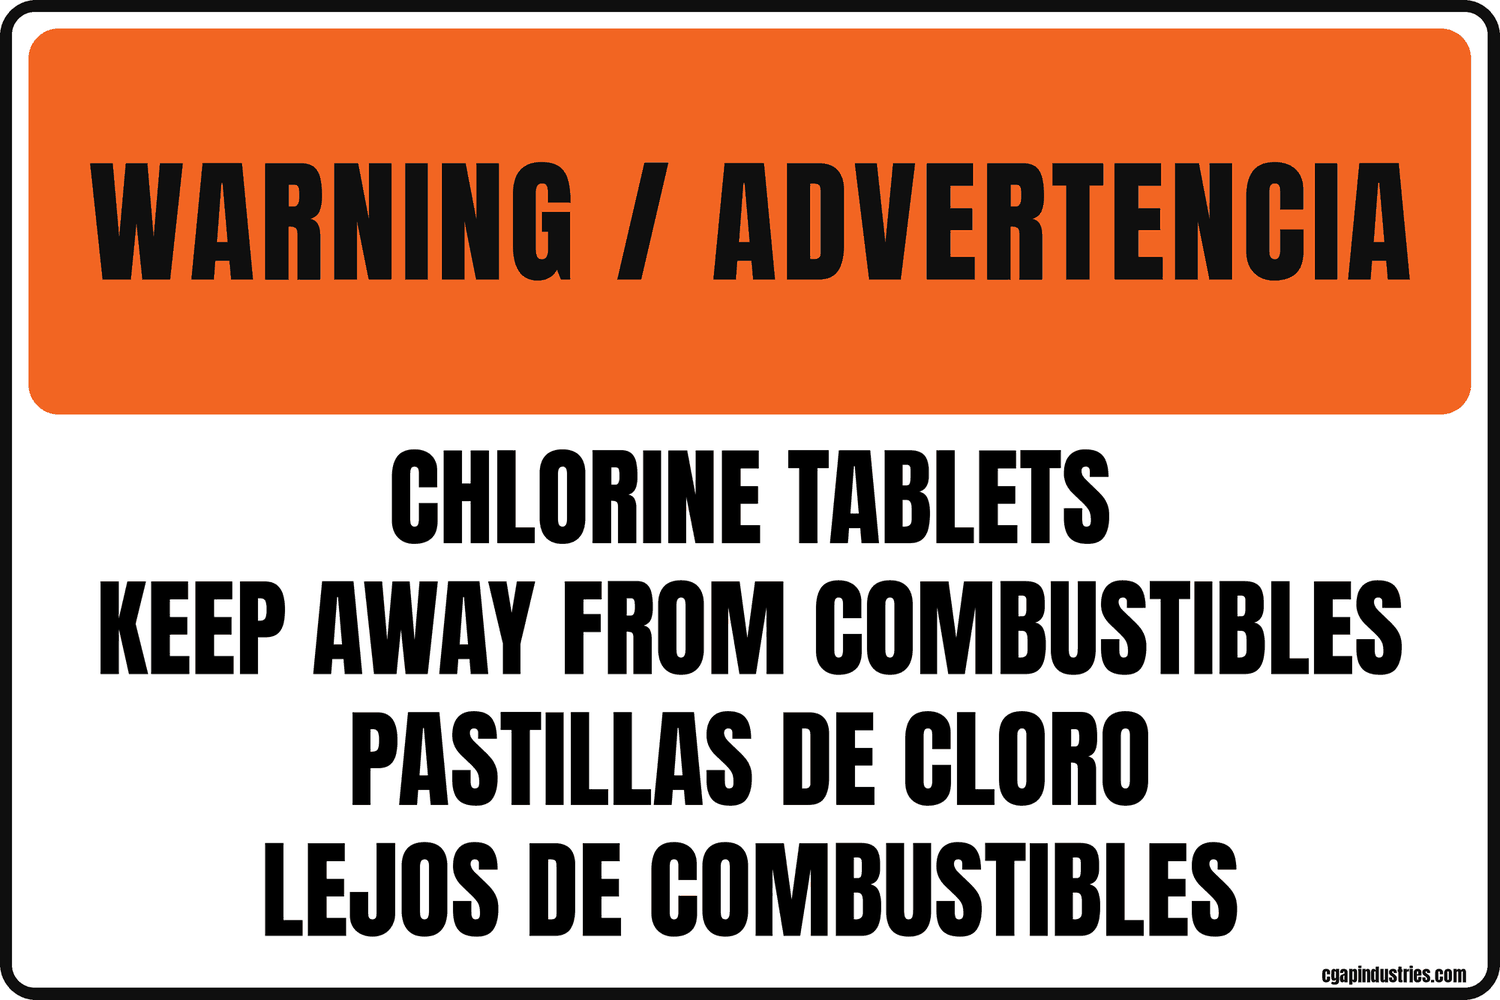 WARNING / ADVERTENCIA
CHLORINE TABLETS
KEEP AWAY FROM COMBUSTIBLES
PASTILLAS DE CLORO
LEJOS DE COMBUSTIBLES
cgapindustries.com